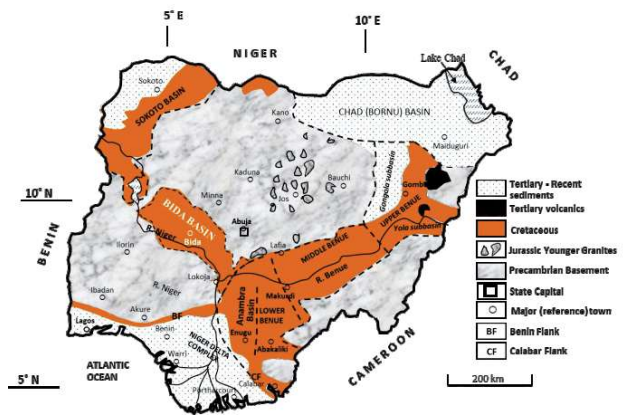 5° E
10° E
NIGER
CHAD
Lake Chad
Sokoto
SOKOTO BASIN
Kano
CHAD (BORNU) BASIN
Maiduguri
Kaduna
Jos
Bauchi
Gongola subbasin
Gombe
10° N
Minna
BIDA BASIN
Bida
Abuja
UPPER BENUE
Yola subbasin
BENIN
Ilorin
R. Niger
Lafia
MIDDLE BENUE
R. Benue
Lokoja
R. Niger
Makurdi
Ibadan
Akure
BF
Anambra
Basin
LOWER
BENUE
Lagos
Benin
Enugu
Abakaliki
NIGER DELTA
COMPLEX
Warri
CAMEROON
ATLANTIC
OCEAN
CF
Calabar
Portharcourt
5° N
Tertiary - Recent
sediments
Tertiary volcanics
Cretaceous
Jurassic Younger Granites
Precambrian Basement
State Capital
Major (reference) town
BF Benin Flank
CF Calabar Flank
200 km